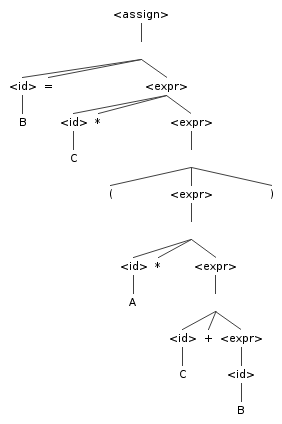 <assign>
<id> = <expr>
B <id> * <expr>
C
( <expr> )
<id> * <expr>
A
<id> + <expr>
C <id>
B